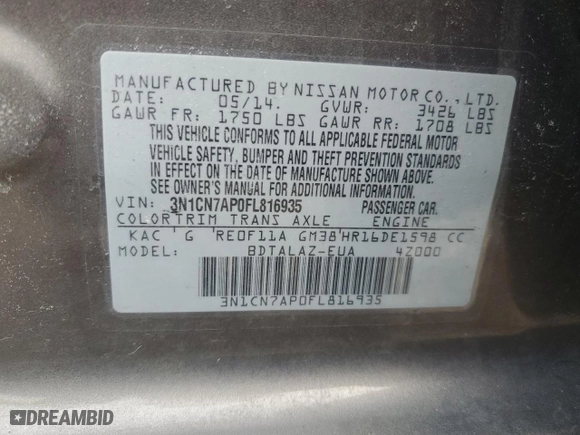 MANUFACTURED BY NISSAN MOTOR CO., LTD.
DATE: 05/14. GVWR: 3426 LBS
GAWR FR: 1750 LBS GAWR RR: 1708 LBS
THIS VEHICLE CONFORMS TO ALL APPLICABLE FEDERAL MOTOR
VEHICLE SAFETY, BUMPER AND THEFT PREVENTION STANDARDS
IN EFFECT ON THE DATE OF MANUFACTURE SHOWN ABOVE.
SEE OWNER'S MANUAL FOR ADDITIONAL INFORMATION.
VIN: 3N1CN7AP0FL816935 PASSENGER CAR.
COLOR TRIM TRANS AXLE ENGINE
KAC G RE0F11A GM38 HR16DE1598 CC
MODEL: BDTALAZ-EUA 4Z000
3N1CN7AP0FL816935
DREAMBID